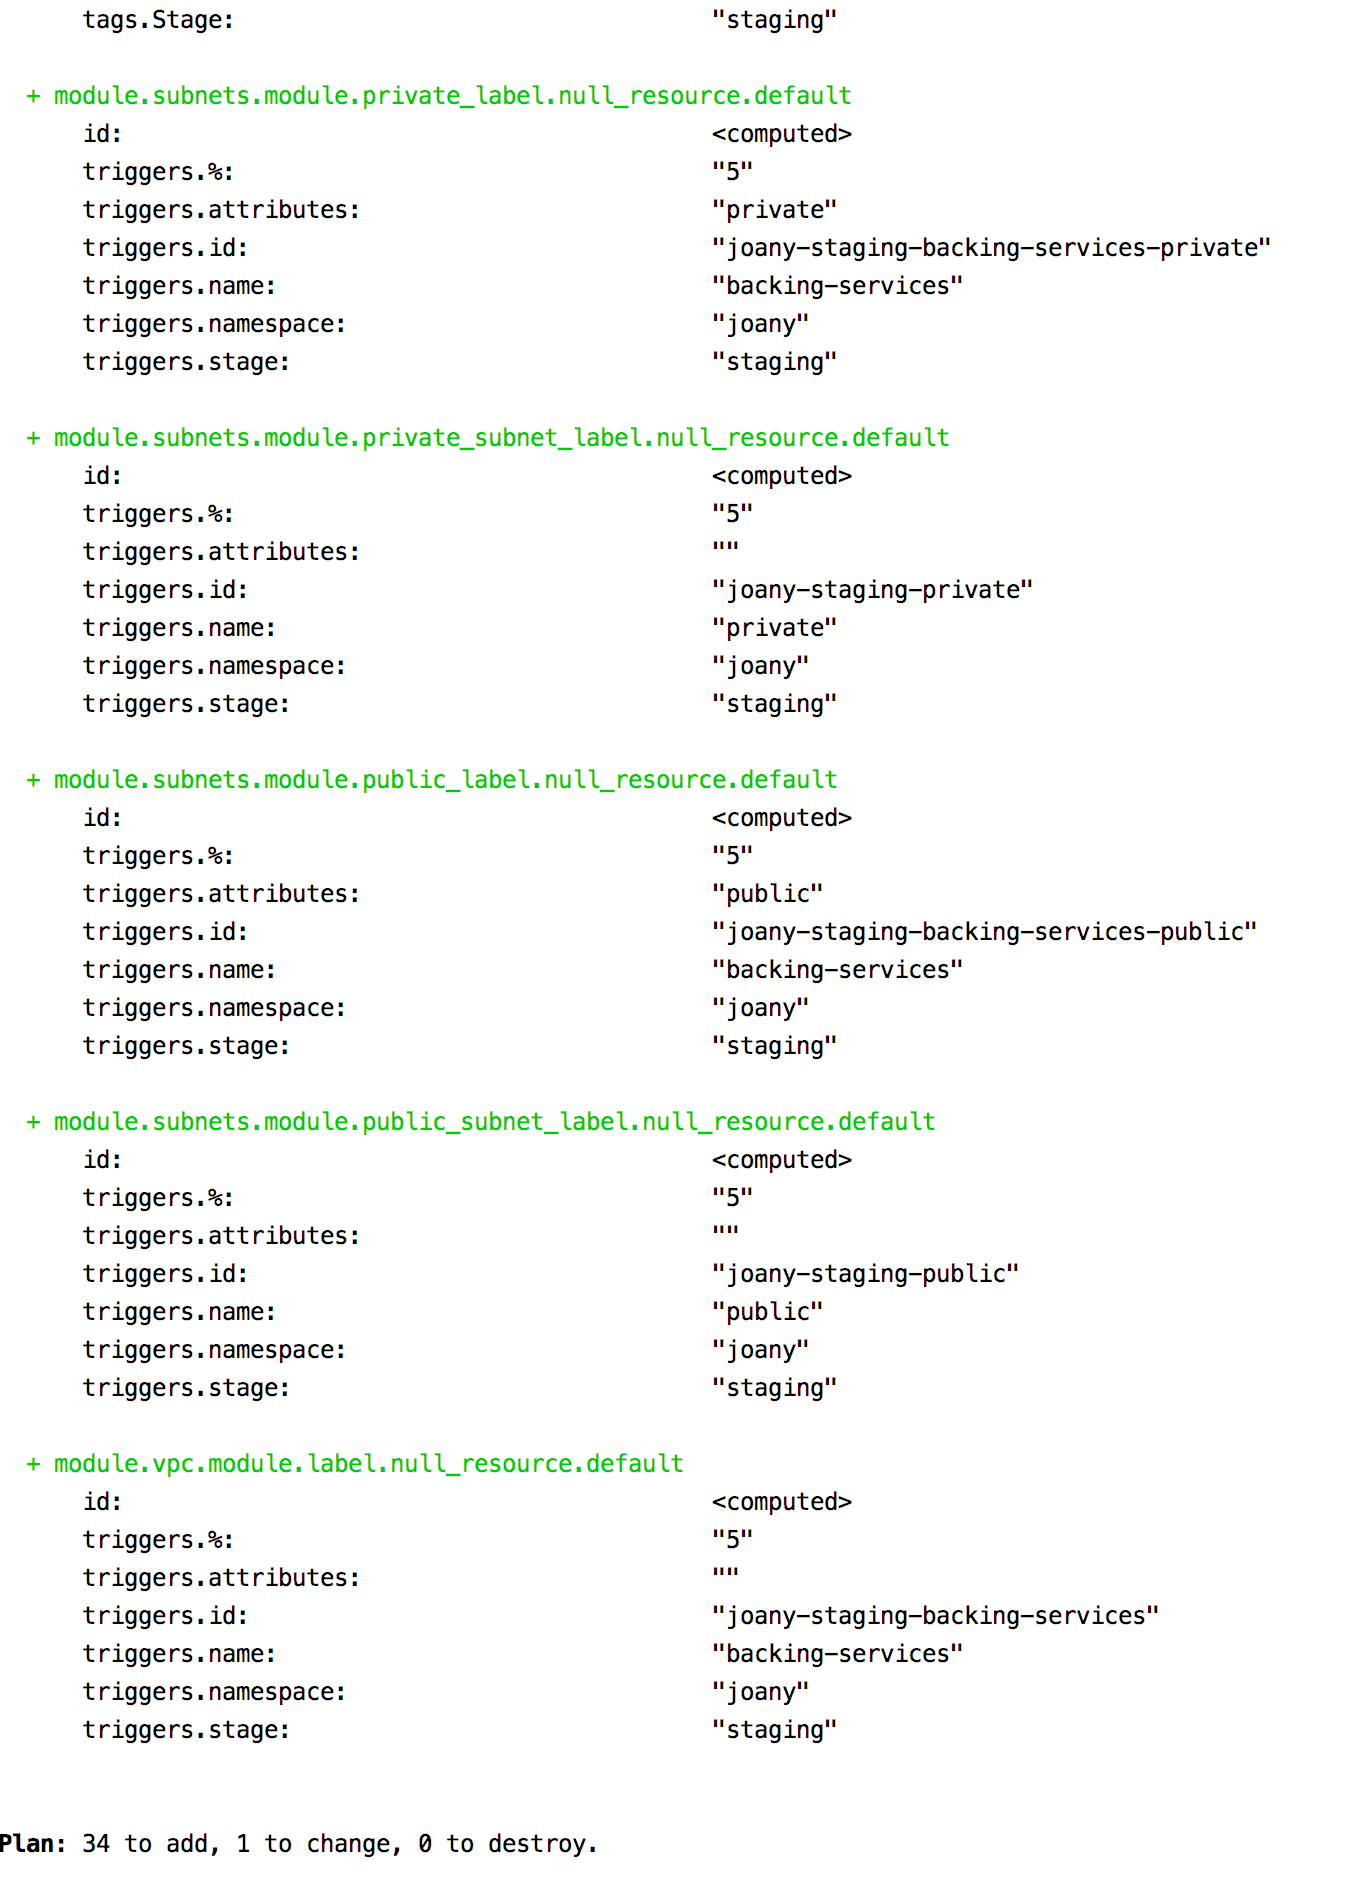 tags.Stage: "staging"
+ module.subnets.module.private_label.null_resource.default
id: <computed>
triggers.%: "5"
triggers.attributes: "private"
triggers.id: "joany-staging-backing-services-private"
triggers.name: "backing-services"
triggers.namespace: "joany"
triggers.stage: "staging"
+ module.subnets.module.private_subnet_label.null_resource.default
id: <computed>
triggers.%: "5"
triggers.attributes: ""
triggers.id: "joany-staging-private"
triggers.name: "private"
triggers.namespace: "joany"
triggers.stage: "staging"
+ module.subnets.module.public_label.null_resource.default
id: <computed>
triggers.%: "5"
triggers.attributes: "public"
triggers.id: "joany-staging-backing-services-public"
triggers.name: "backing-services"
triggers.namespace: "joany"
triggers.stage: "staging"
+ module.subnets.module.public_subnet_label.null_resource.default
id: <computed>
triggers.%: "5"
triggers.attributes: ""
triggers.id: "joany-staging-public"
triggers.name: "public"
triggers.namespace: "joany"
triggers.stage: "staging"
+ module.vpc.module.label.null_resource.default
id: <computed>
triggers.%: "5"
triggers.attributes: ""
triggers.id: "joany-staging-backing-services"
triggers.name: "backing-services"
triggers.namespace: "joany"
triggers.stage: "staging"
Plan: 34 to add, 1 to change, 0 to destroy.